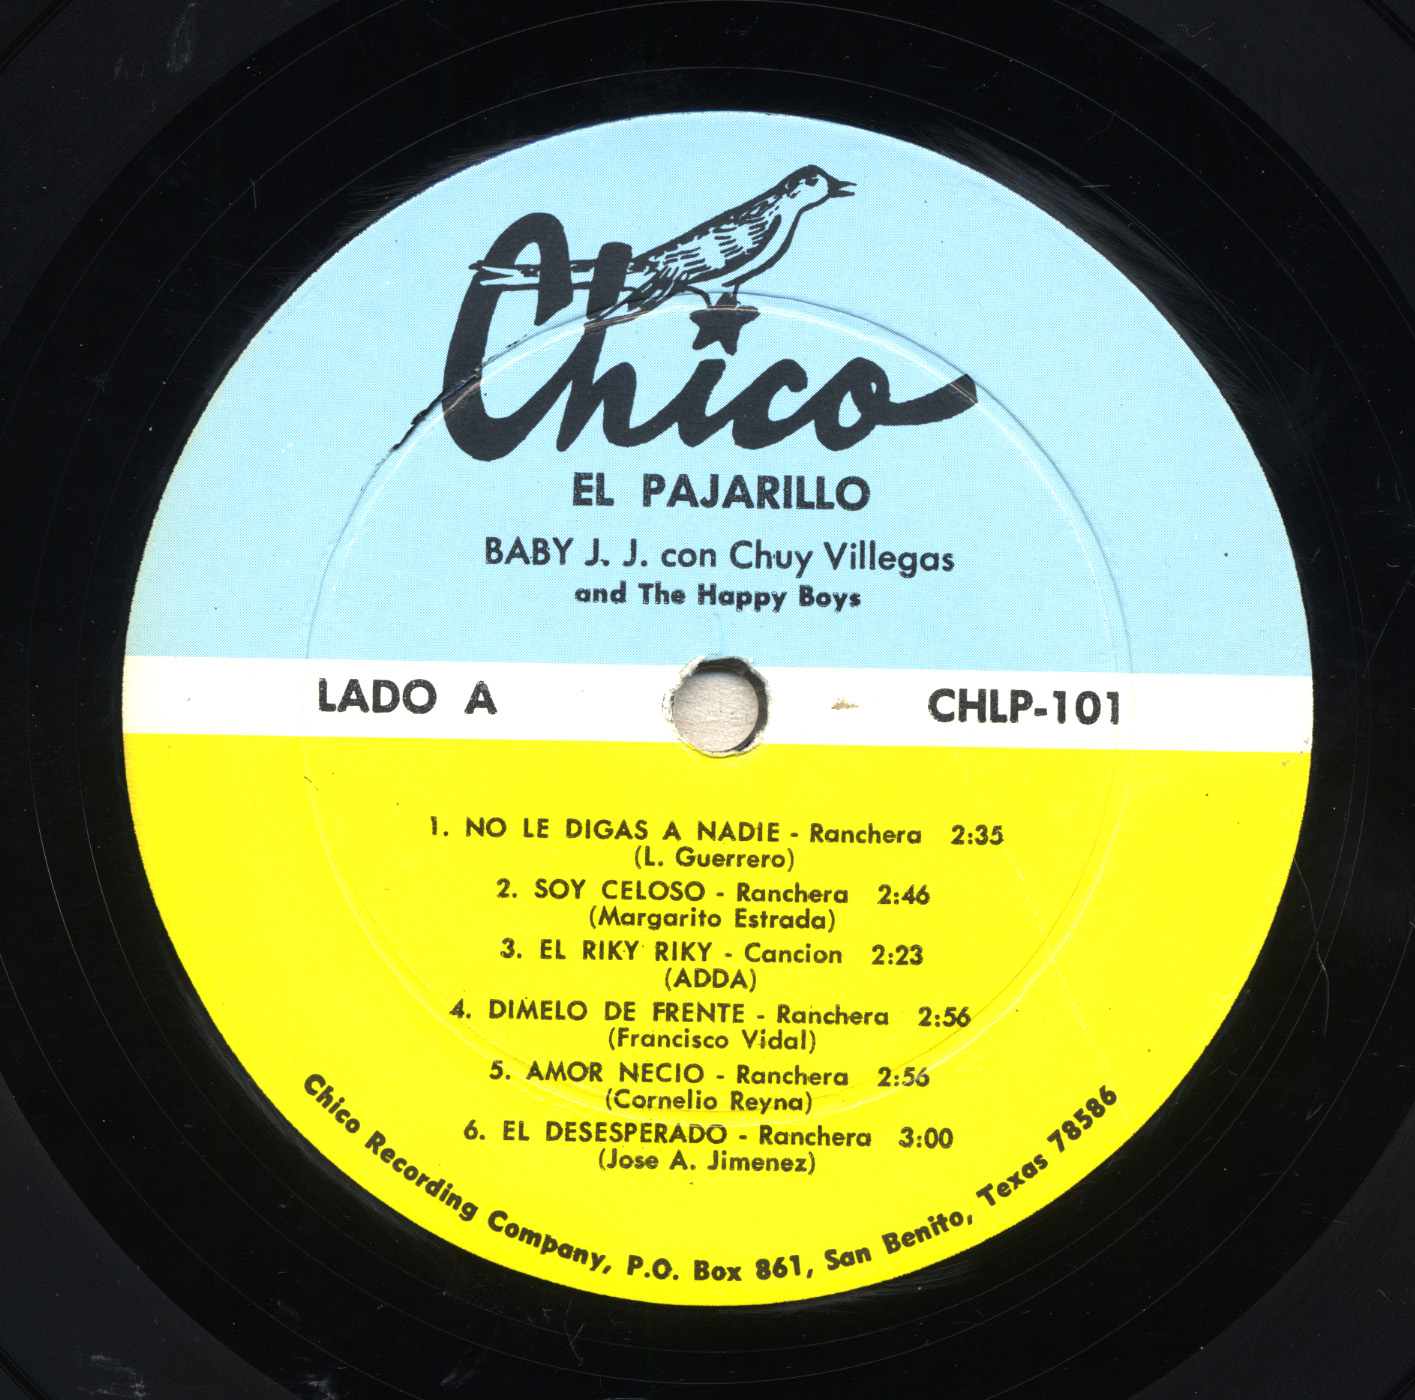 Chico
EL PAJARILLO
BABY J. J. con Chuy Villegas
and The Happy Boys
LADO A
CHLP-101
1. NO LE DIGAS A NADIE - Ranchera 2:35
(L. Guerrero)
2. SOY CELOSO - Ranchera 2:46
(Margarito Estrada)
3. EL RIKY RIKY - Cancion 2:23
(ADDA)
4. DIMELO DE FRENTE - Ranchera 2:56
(Francisco Vidal)
5. AMOR NECIO - Ranchera 2:56
(Cornelio Reyna)
6. EL DESESPERADO - Ranchera 3:00
(Jose A. Jimenez)
Chico Recording Company, P.O. Box 861, San Benito, Texas 78586